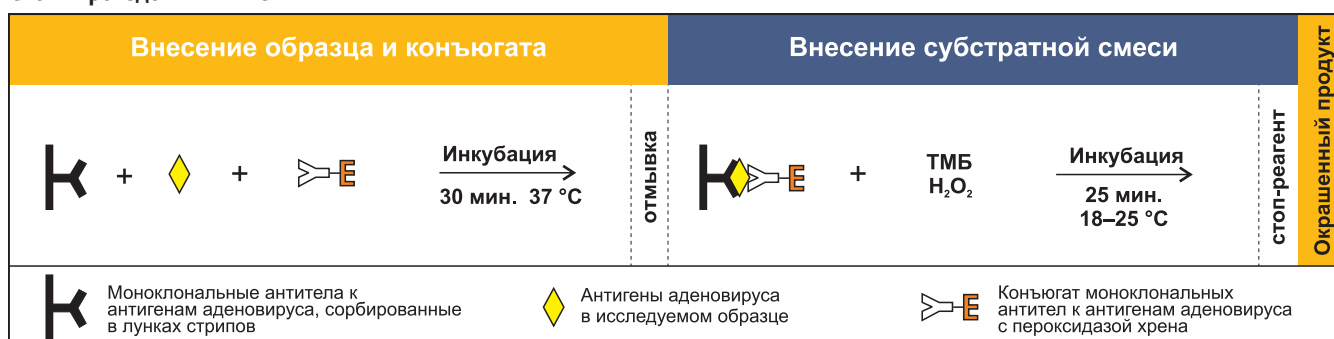 Внесение образца и конъюгата
Внесение субстратной смеси
Окрашенный продукт
+
+
E
Инкубация
30 мин. 37 °C
отмывка
E
+
ТМБ
H₂O₂
Инкубация
25 мин.
18–25 °C
стоп-реагент
Моноклональные антитела к
антигенам аденовируса, сорбированные
в лунках стрипов
Антигены аденовируса
в исследуемом образце
E
Конъюгат моноклональных
антител к антигенам аденовируса
с пероксидазой хрена